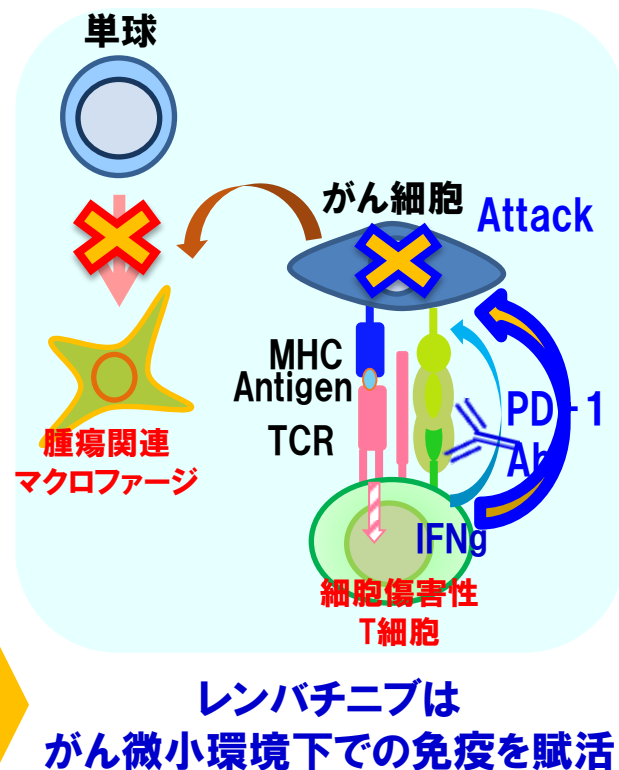 単球
がん細胞
Attack
MHC
Antigen
TCR
PD-1
Ab
腫瘍関連
マクロファージ
IFNg
細胞傷害性
T細胞
レンバチニブは
がん微小環境下での免疫を賦活